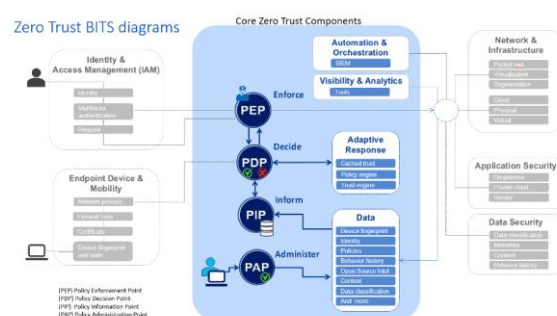 Zero Trust BITS diagrams
Core Zero Trust Components
Identity &
Access Management (IAM)
Identity
Multifactor
authentication
Request
Endpoint Device &
Mobility
Network policies
Firewall rules
Certificate
Device fingerprint
and state
PEP
Enforce
Decide
PDP
Inform
PIP
Administer
PAP
Automation &
Orchestration
SIEM
Visibility & Analytics
Tools
Adaptive
Response
Cached trust
Policy engine
Trust engine
Data
Device fingerprint
Identity
Policies
Behavior history
Open Source Intel
Context
Data classification
And more
Network &
Infrastructure
Virtualization
Segmentation
Cloud
Physical
Virtual
Application Security
On premise
Private cloud
Vendor
Data Security
Data classification
Metadata
Content
Behavior history
(PEP) Policy Enforcement Point
(PDP) Policy Decision Point
(PIP) Policy Information Point
(PAP) Policy Administration Point